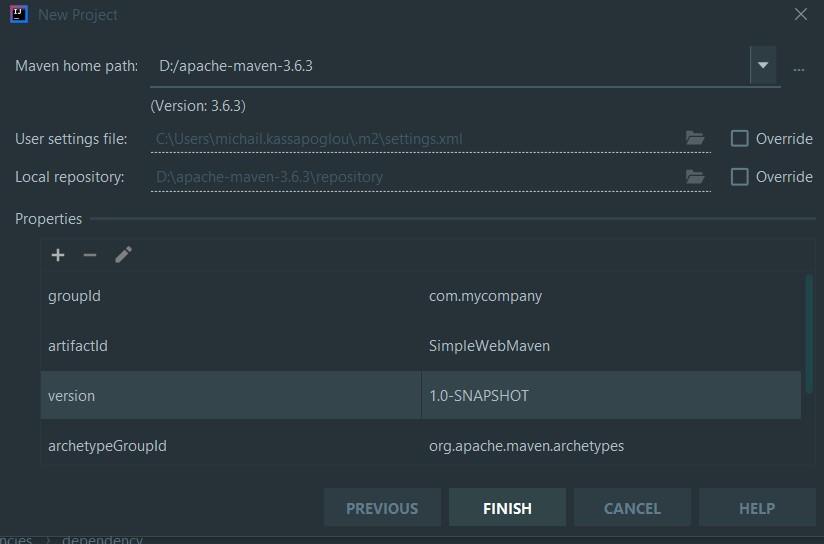 IJ New Project
Maven home path: D:/apache-maven-3.6.3 ...
(Version: 3.6.3)
User settings file: C:\Users\michail.kassapoglou\.m2\settings.xml Override
Local repository: D:\apache-maven-3.6.3\repository Override
Properties
groupId com.mycompany
artifactId SimpleWebMaven
version 1.0-SNAPSHOT
archetypeGroupId org.apache.maven.archetypes
PREVIOUS FINISH CANCEL HELP
ncies > dependency